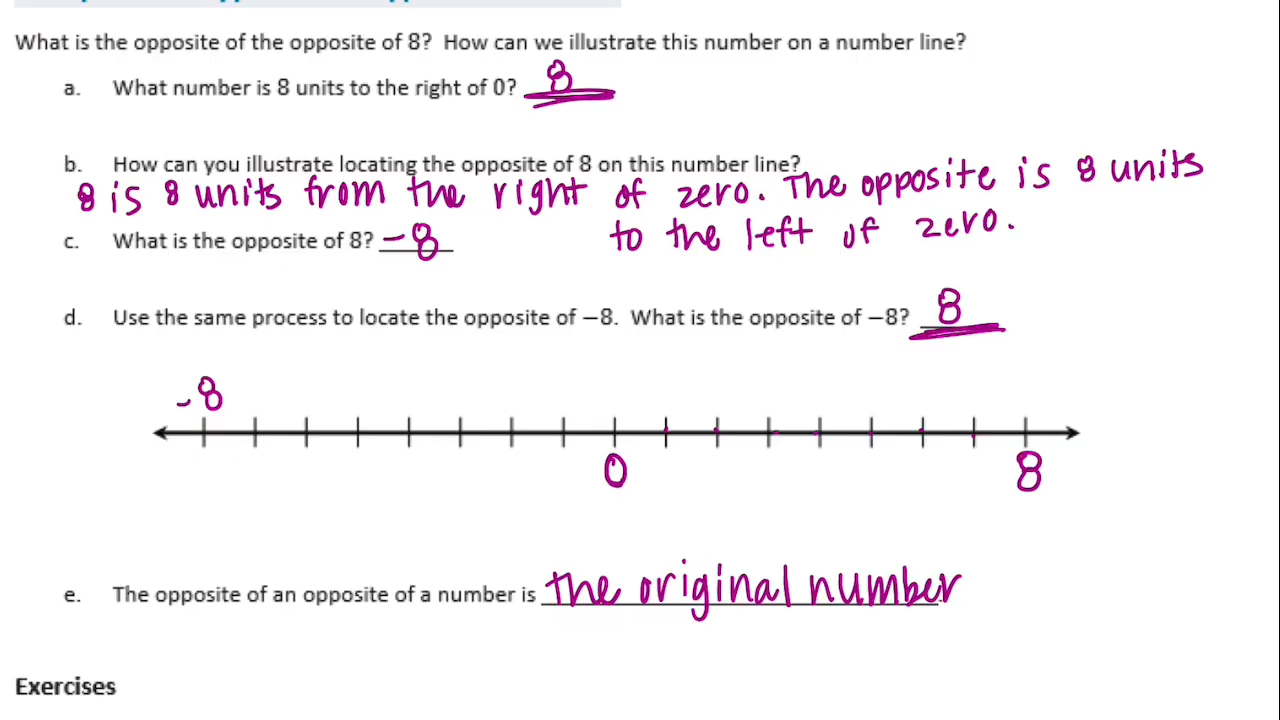 What is the opposite of the opposite of 8? How can we illustrate this number on a number line?
a. What number is 8 units to the right of 0? 8
b. How can you illustrate locating the opposite of 8 on this number line?
8 is 8 units from the right of zero. The opposite is 8 units
to the left of zero.
c. What is the opposite of 8? -8
d. Use the same process to locate the opposite of −8. What is the opposite of −8? 8
-8
0
8
e. The opposite of an opposite of a number is the original number
Exercises